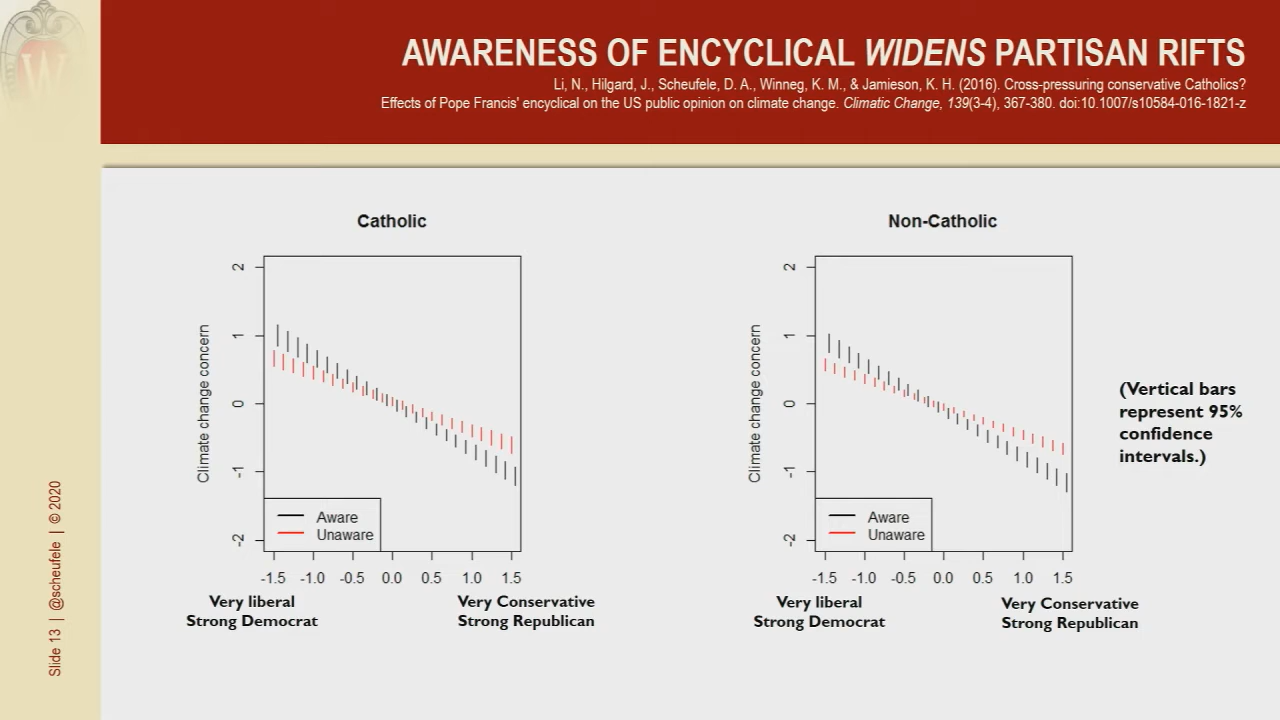 AWARENESS OF ENCYCLICAL WIDENS PARTISAN RIFTS
Li, N., Hilgard, J., Scheufele, D. A., Winneg, K. M., & Jamieson, K. H. (2016). Cross-pressuring conservative Catholics?
Effects of Pope Francis' encyclical on the US public opinion on climate change. Climatic Change, 139(3-4), 367-380. doi:10.1007/s10584-016-1821-z
W
Slide 13 | @scheufele | © 2020
Catholic
Climate change concern
2
1
0
-1
-2
Aware
Unaware
-1.5 -1.0 -0.5 0.0 0.5 1.0 1.5
Very liberal
Strong Democrat
Very Conservative
Strong Republican
Non-Catholic
Climate change concern
2
1
0
-1
-2
Aware
Unaware
-1.5 -1.0 -0.5 0.0 0.5 1.0 1.5
Very liberal
Strong Democrat
Very Conservative
Strong Republican
(Vertical bars
represent 95%
confidence
intervals.)